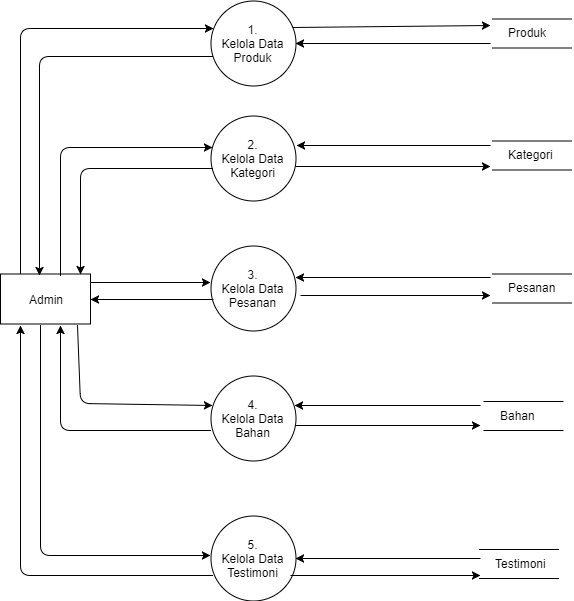 1.
Kelola Data
Produk
Produk
2.
Kelola Data
Kategori
Kategori
Admin
3.
Kelola Data
Pesanan
Pesanan
4.
Kelola Data
Bahan
Bahan
5.
Kelola Data
Testimoni
Testimoni